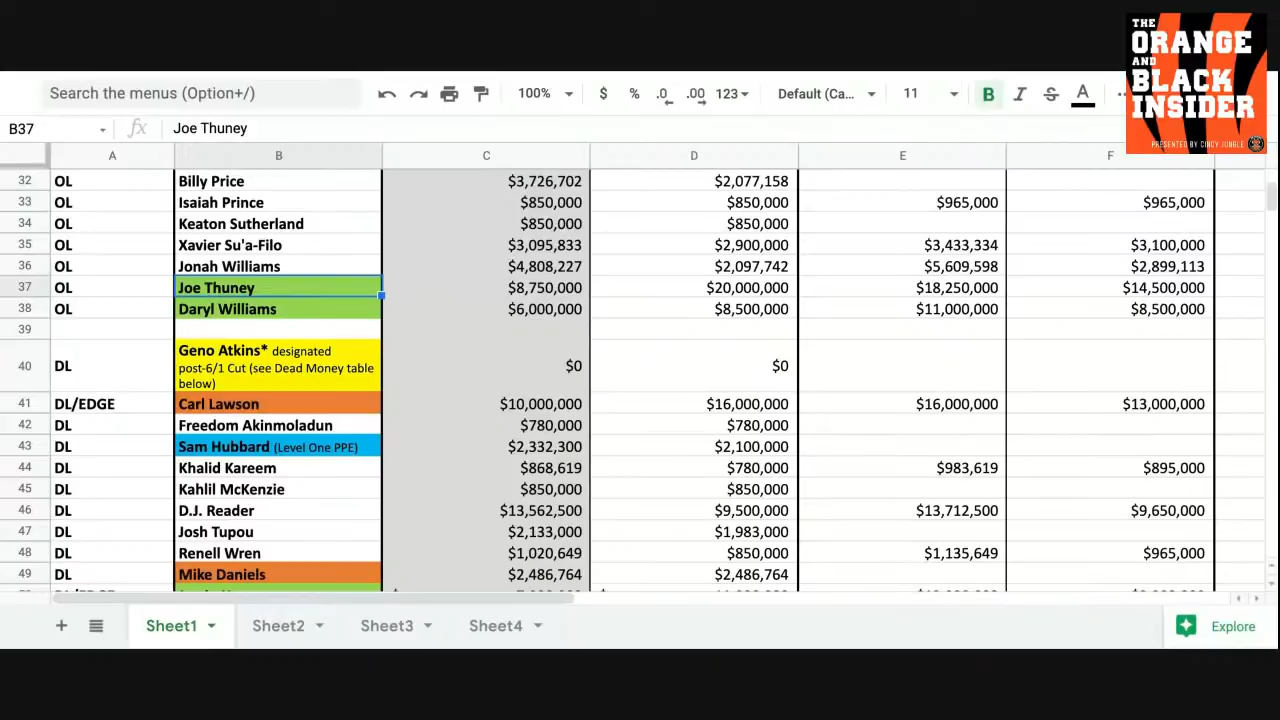 THE
ORANGE
AND
BLACK
INSIDER
PRESENTED BY CINCY JUNGLE
Search the menus (Option+/)
100% $ % .0 .00 123 Default (Ca... 11 B I S A
B37 fx Joe Thuney
A B C D E F
32 OL Billy Price $3,726,702 $2,077,158
33 OL Isaiah Prince $850,000 $850,000 $965,000 $965,000
34 OL Keaton Sutherland $850,000 $850,000
35 OL Xavier Su'a-Filo $3,095,833 $2,900,000 $3,433,334 $3,100,000
36 OL Jonah Williams $4,808,227 $2,097,742 $5,609,598 $2,899,113
37 OL Joe Thuney $8,750,000 $20,000,000 $18,250,000 $14,500,000
38 OL Daryl Williams $6,000,000 $8,500,000 $11,000,000 $8,500,000
39
Geno Atkins* designated
40 DL post-6/1 Cut (see Dead Money table $0 $0
below)
41 DL/EDGE Carl Lawson $10,000,000 $16,000,000 $16,000,000 $13,000,000
42 DL Freedom Akinmoladun $780,000 $780,000
43 DL Sam Hubbard (Level One PPE) $2,332,300 $2,100,000
44 DL Khalid Kareem $868,619 $780,000 $983,619 $895,000
45 DL Kahlil McKenzie $850,000 $850,000
46 DL D.J. Reader $13,562,500 $9,500,000 $13,712,500 $9,650,000
47 DL Josh Tupou $2,133,000 $1,983,000
48 DL Renell Wren $1,020,649 $850,000 $1,135,649 $965,000
49 DL Mike Daniels $2,486,764 $2,486,764
Sheet1 Sheet2 Sheet3 Sheet4 Explore